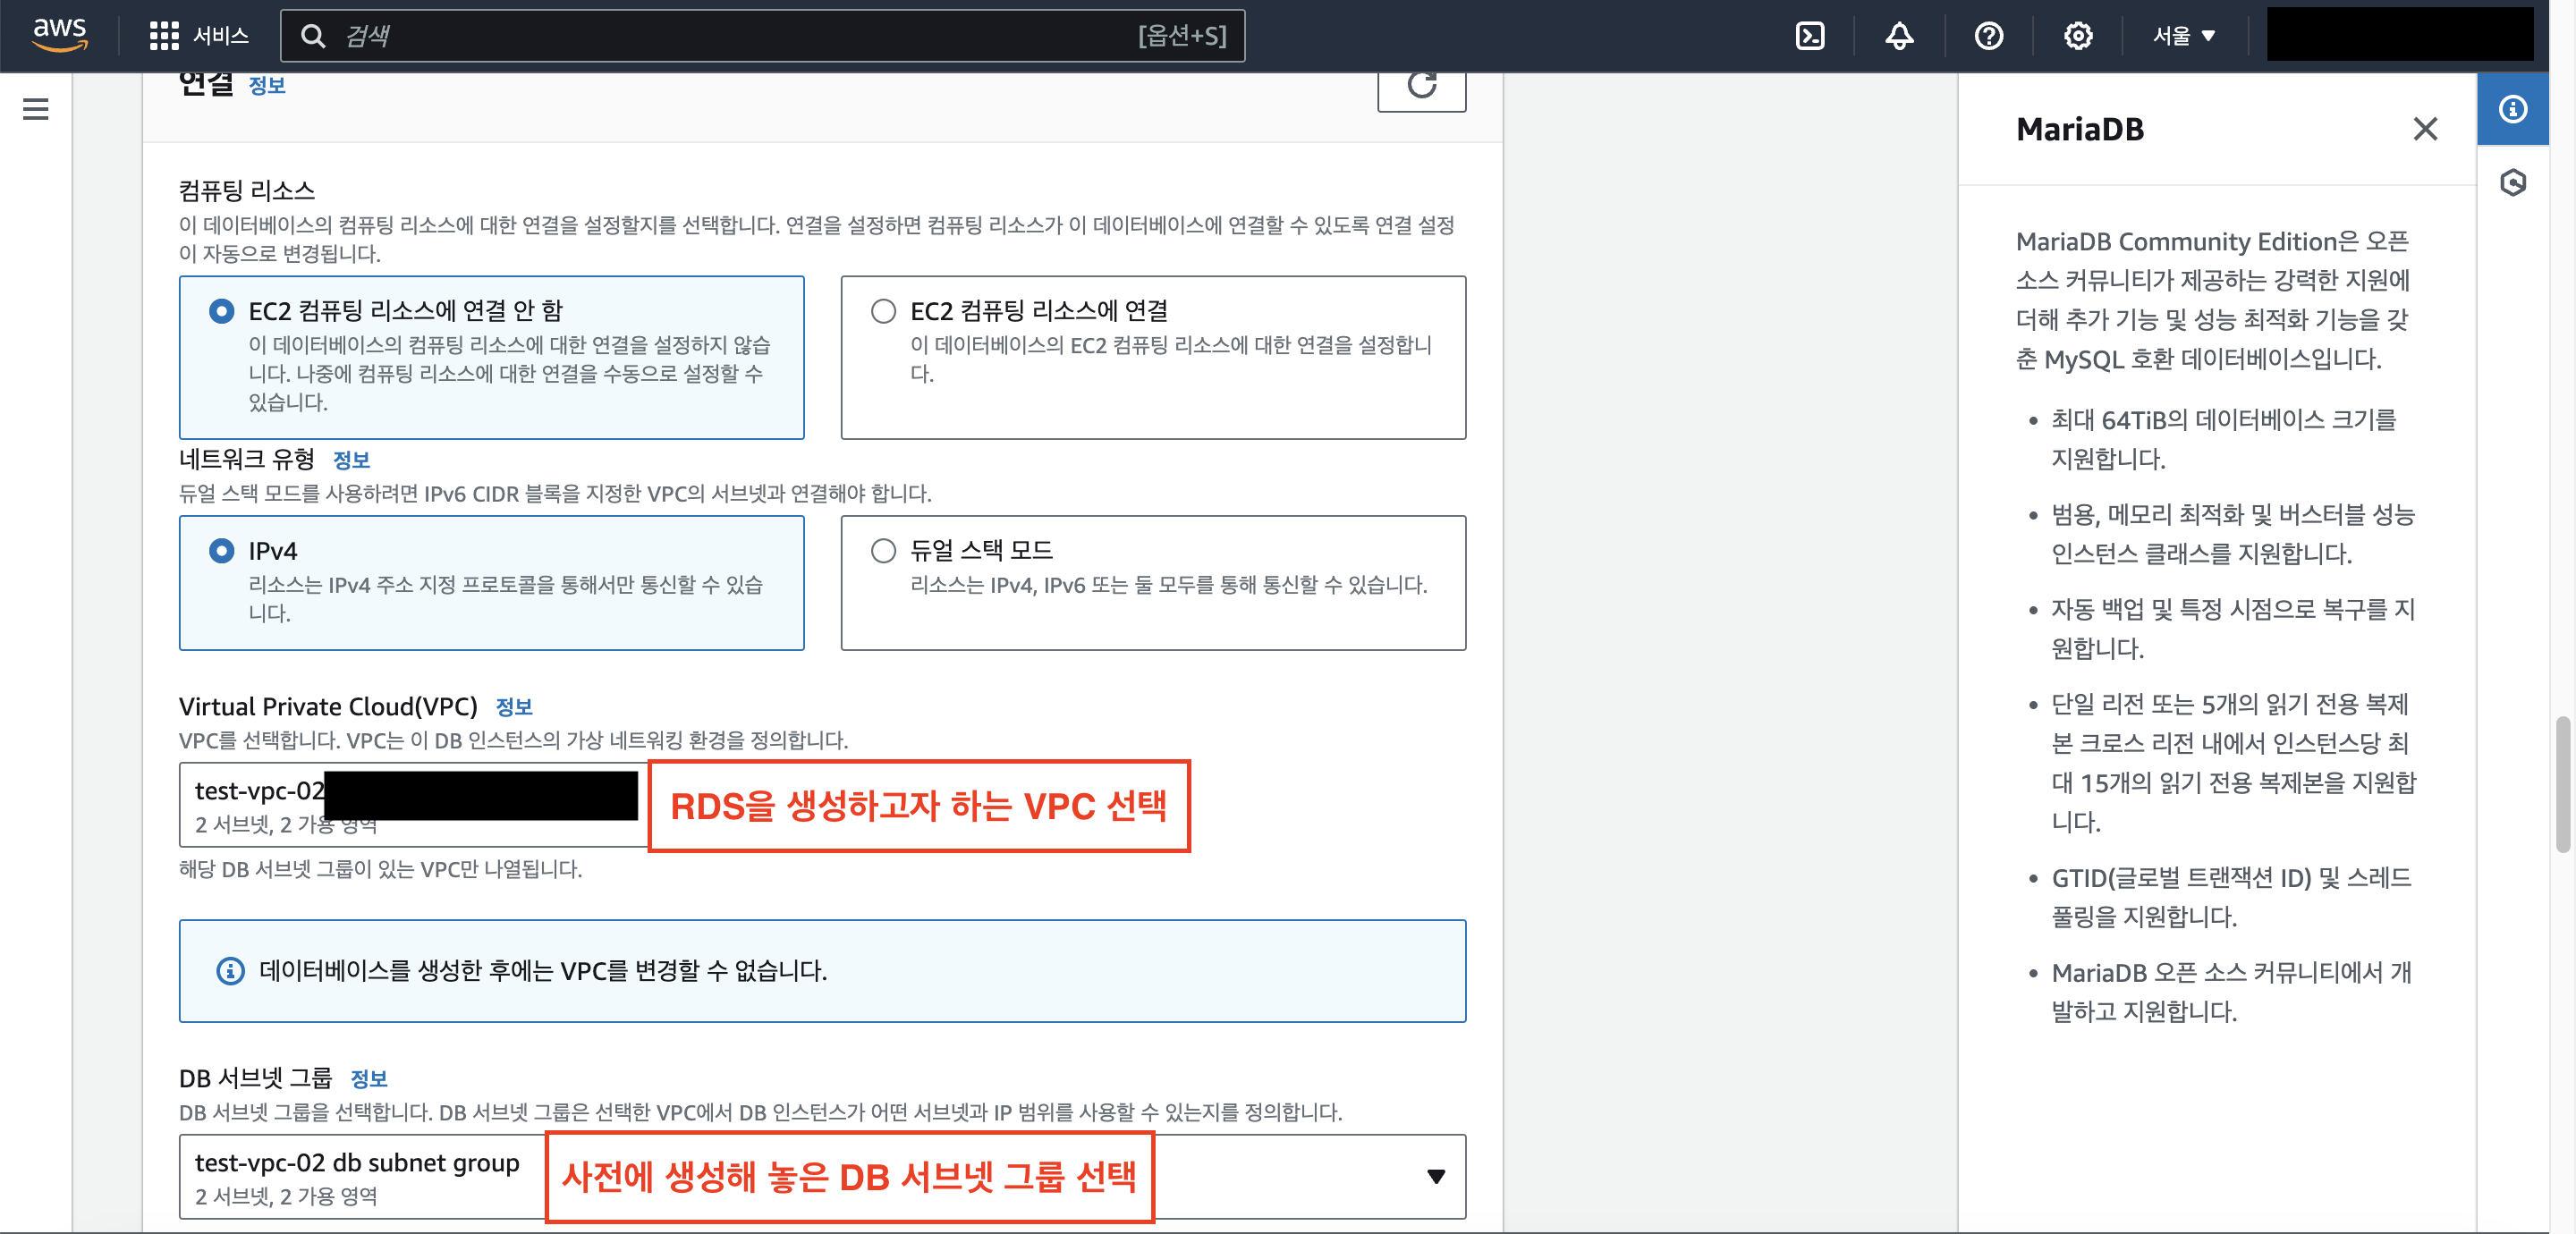 aws
서비스
검색
[옵션+S]
서울
연결 정보
컴퓨팅 리소스
이 데이터베이스의 컴퓨팅 리소스에 대한 연결을 설정할지를 선택합니다. 연결을 설정하면 컴퓨팅 리소스가 이 데이터베이스에 연결할 수 있도록 연결 설정
이 자동으로 변경됩니다.
EC2 컴퓨팅 리소스에 연결 안 함
이 데이터베이스의 컴퓨팅 리소스에 대한 연결을 설정하지 않습
니다. 나중에 컴퓨팅 리소스에 대한 연결을 수동으로 설정할 수
있습니다.
EC2 컴퓨팅 리소스에 연결
이 데이터베이스의 EC2 컴퓨팅 리소스에 대한 연결을 설정합니
다.
네트워크 유형 정보
듀얼 스택 모드를 사용하려면 IPv6 CIDR 블록을 지정한 VPC의 서브넷과 연결해야 합니다.
IPv4
리소스는 IPv4 주소 지정 프로토콜을 통해서만 통신할 수 있습
니다.
듀얼 스택 모드
리소스는 IPv4, IPv6 또는 둘 모두를 통해 통신할 수 있습니다.
Virtual Private Cloud(VPC) 정보
VPC를 선택합니다. VPC는 이 DB 인스턴스의 가상 네트워킹 환경을 정의합니다.
test-vpc-02
2 서브넷, 2 가용 영역
RDS을 생성하고자 하는 VPC 선택
해당 DB 서브넷 그룹이 있는 VPC만 나열됩니다.
데이터베이스를 생성한 후에는 VPC를 변경할 수 없습니다.
DB 서브넷 그룹 정보
DB 서브넷 그룹을 선택합니다. DB 서브넷 그룹은 선택한 VPC에서 DB 인스턴스가 어떤 서브넷과 IP 범위를 사용할 수 있는지를 정의합니다.
test-vpc-02 db subnet group
2 서브넷, 2 가용 영역
사전에 생성해 놓은 DB 서브넷 그룹 선택
MariaDB
MariaDB Community Edition은 오픈
소스 커뮤니티가 제공하는 강력한 지원에
더해 추가 기능 및 성능 최적화 기능을 갖
춘 MySQL 호환 데이터베이스입니다.
• 최대 64TiB의 데이터베이스 크기를
지원합니다.
• 범용, 메모리 최적화 및 버스터블 성능
인스턴스 클래스를 지원합니다.
• 자동 백업 및 특정 시점으로 복구를 지
원합니다.
• 단일 리전 또는 5개의 읽기 전용 복제
본 크로스 리전 내에서 인스턴스당 최
대 15개의 읽기 전용 복제본을 지원합
니다.
• GTID(글로벌 트랜잭션 ID) 및 스레드
풀링을 지원합니다.
• MariaDB 오픈 소스 커뮤니티에서 개
발하고 지원합니다.